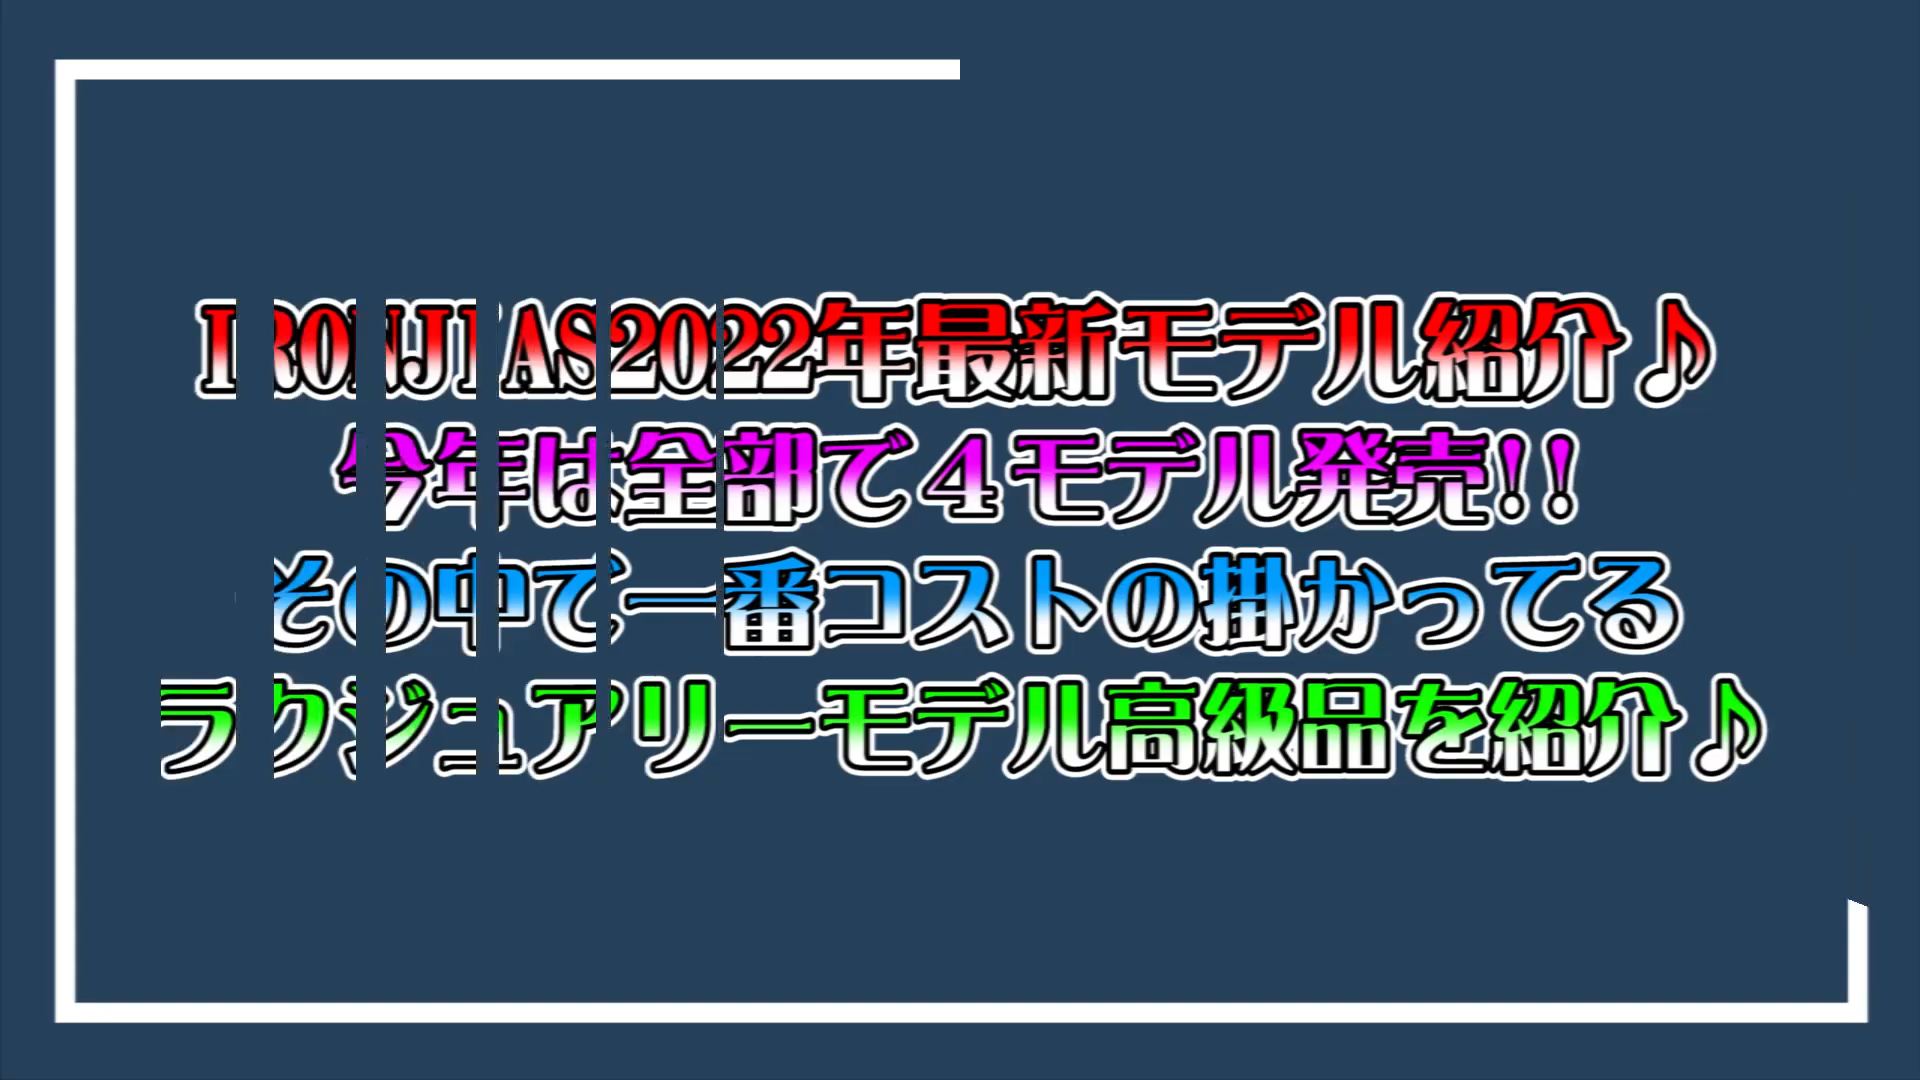 IRONJIAS2022年最新モデル紹介♪
今年は全部で４モデル発売!!
その中で一番コストの掛かってる
ラクジュアリーモデル高級品を紹介♪